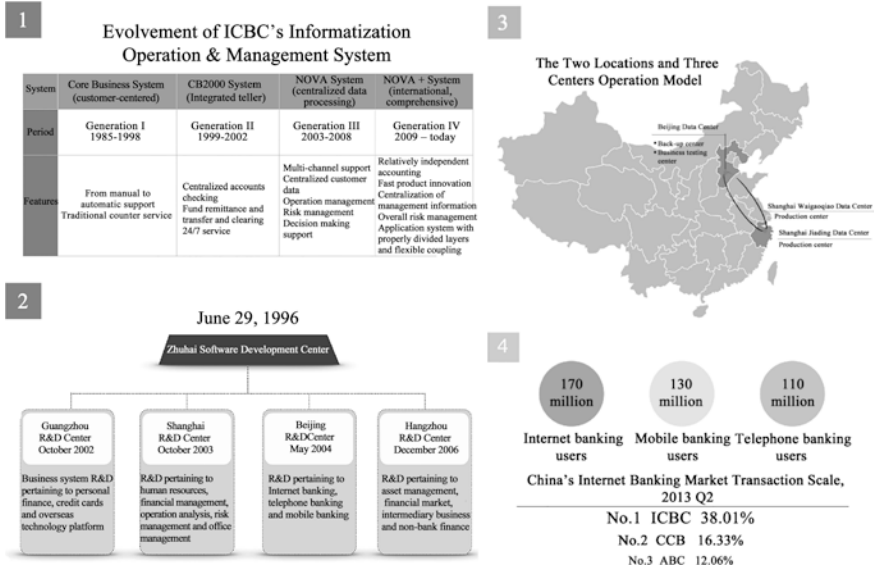 1
Evolvement of ICBC's Informatization
Operation & Management System
System
Core Business System
(customer-centered)
CB2000 System
(Integrated teller)
NOVA System
(centralized data
processing)
NOVA + System
(international,
comprehensive)
Period
Generation I
1985-1998
Generation II
1999-2002
Generation III
2003-2008
Generation IV
2009 – today
Features
From manual to
automatic support
Traditional counter service
Centralized accounts
checking
Fund remittance and
transfer and clearing
24/7 service
Multi-channel support
Centralized customer
data
Operation management
Risk management
Decision making
support
Relatively independent
accounting
Fast product innovation
Centralization of
management information
Overall risk management
Application system with
properly divided layers
and flexible coupling
2
June 29, 1996
Zhuhai Software Development Center
Guangzhou
R&D Center
October 2002
Business system R&D
pertaining to personal
finance, credit cards
and overseas
technology platform
Shanghai
R&D Center
October 2003
R&D pertaining to
human resources,
financial management,
operation analysis, risk
management and office
management
Beijing
R&DCenter
May 2004
R&D pertaining to
Internet banking,
telephone banking
and mobile banking
Hangzhou
R&D Center
December 2006
R&D pertaining to
asset management,
financial market,
intermediary business
and non-bank finance
3
The Two Locations and Three
Centers Operation Model
Beijing Data Center
• Back-up center
• Business testing
center
Shanghai Waigaoqiao Data Center
Production center
Shanghai Jiading Data Center
Production center
4
170
million
Internet banking
users
130
million
Mobile banking
users
110
million
Telephone banking
users
China's Internet Banking Market Transaction Scale,
2013 Q2
No.1 ICBC 38.01%
No.2 CCB 16.33%
No.3 ABC 12.06%